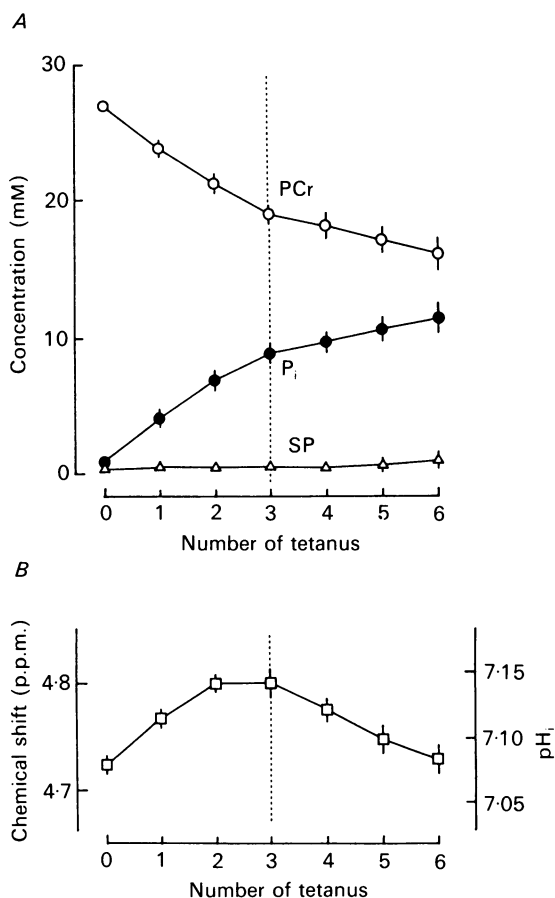 A
30
20
10
0
Concentration (mM)
PCr
Pi
SP
0 1 2 3 4 5 6
Number of tetanus
B
4·8
4·7
Chemical shift (p.p.m.)
7·15
7·10
7·05
pHi
0 1 2 3 4 5 6
Number of tetanus